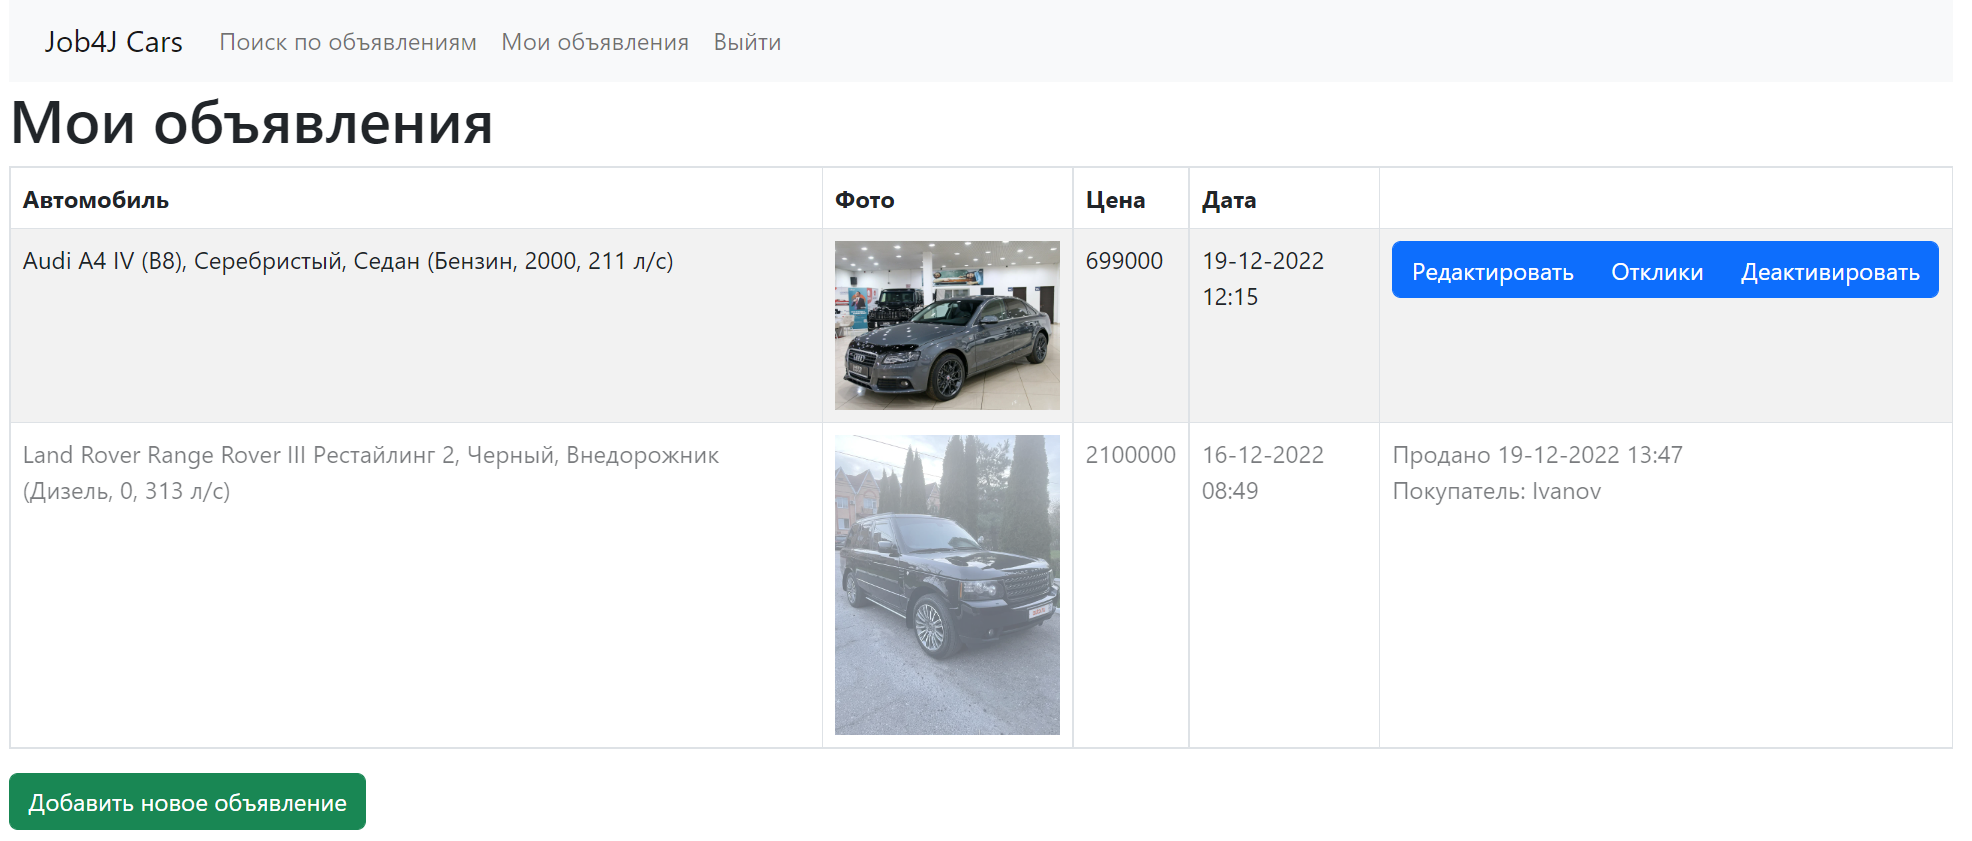 Job4J Cars Поиск по объявлениям Мои объявления Выйти
Мои объявления
Автомобиль Фото Цена Дата
Audi A4 IV (B8), Серебристый, Седан (Бензин, 2000, 211 л/с) 699000 19-12-2022 Редактировать Отклики Деактивировать
12:15
Land Rover Range Rover III Рестайлинг 2, Черный, Внедорожник 2100000 16-12-2022 Продано 19-12-2022 13:47
(Дизель, 0, 313 л/с) 08:49 Покупатель: Ivanov
Добавить новое объявление